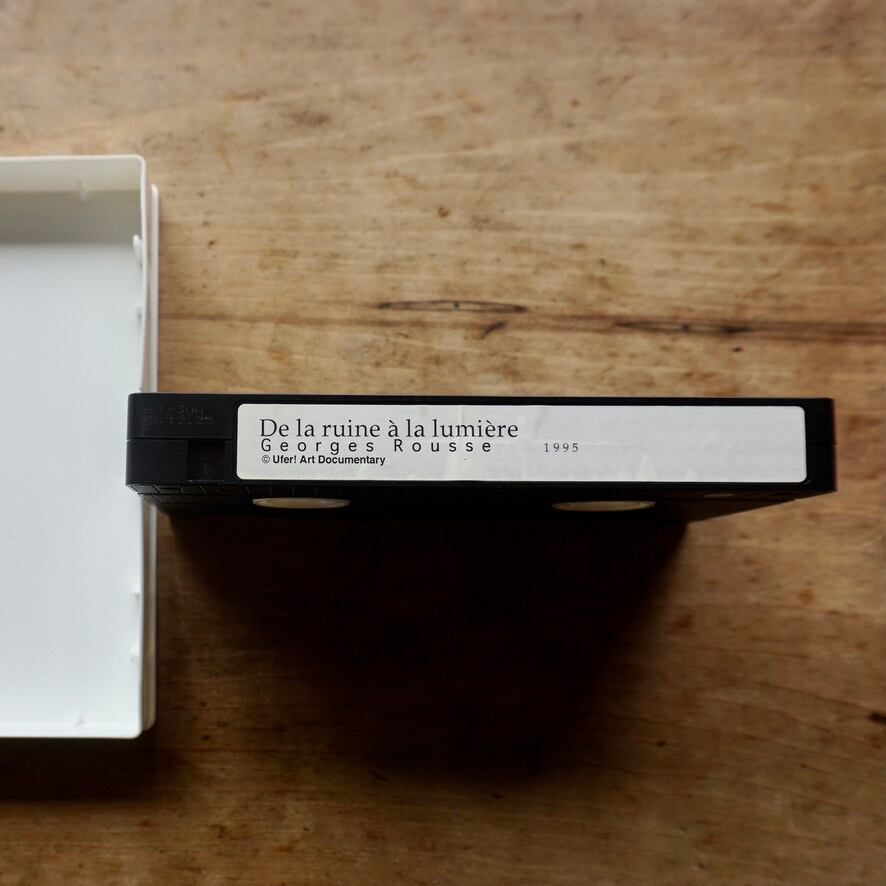 De la ruine à la lumière
Georges Rousse 1995
© Ufer! Art Documentary